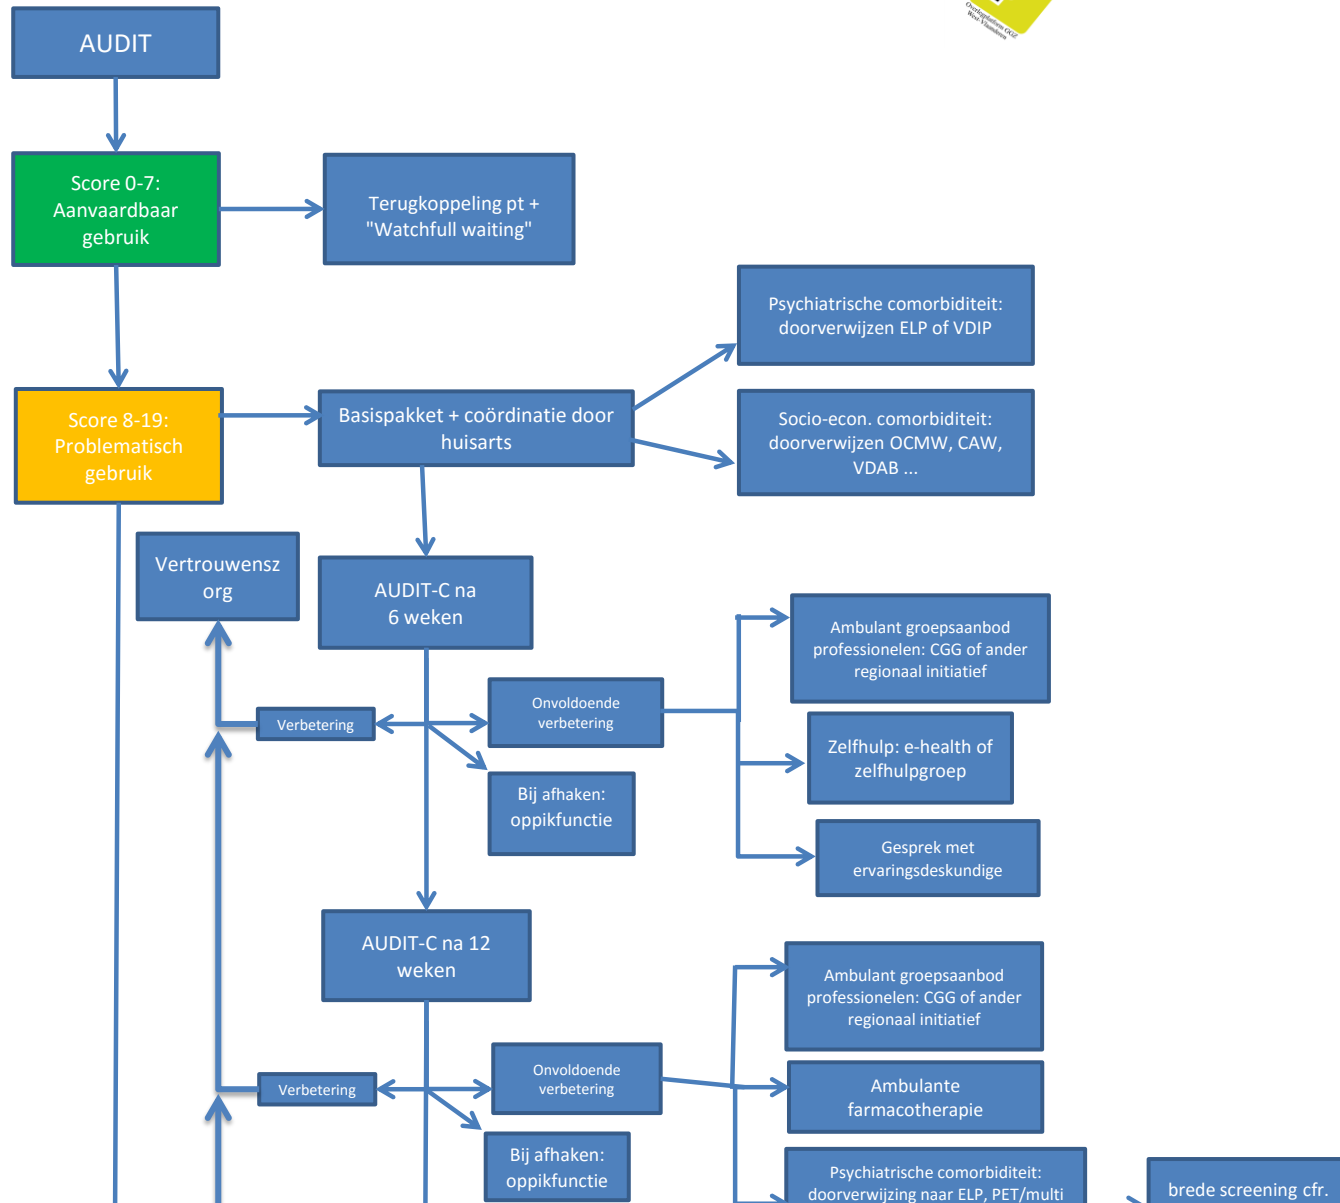 Overlegplatform GGZ
West-Vlaanderen
AUDIT
Score 0-7:
Aanvaardbaar
gebruik
Terugkoppeling pt +
"Watchfull waiting"
Psychiatrische comorbiditeit:
doorverwijzen ELP of VDIP
Score 8-19:
Problematisch
gebruik
Basispakket + coördinatie door
huisarts
Socio-econ. comorbiditeit:
doorverwijzen OCMW, CAW,
VDAB ...
Vertrouwensz
org
AUDIT-C na
6 weken
Verbetering
Onvoldoende
verbetering
Bij afhaken:
oppikfunctie
Ambulant groepsaanbod
professionelen: CGG of ander
regionaal initiatief
Zelfhulp: e-health of
zelfhulpgroep
Gesprek met
ervaringsdeskundige
AUDIT-C na 12
weken
Verbetering
Onvoldoende
verbetering
Bij afhaken:
oppikfunctie
Ambulant groepsaanbod
professionelen: CGG of ander
regionaal initiatief
Ambulante
farmacotherapie
Psychiatrische comorbiditeit:
doorverwijzing naar ELP, PET/multi
brede screening cfr.